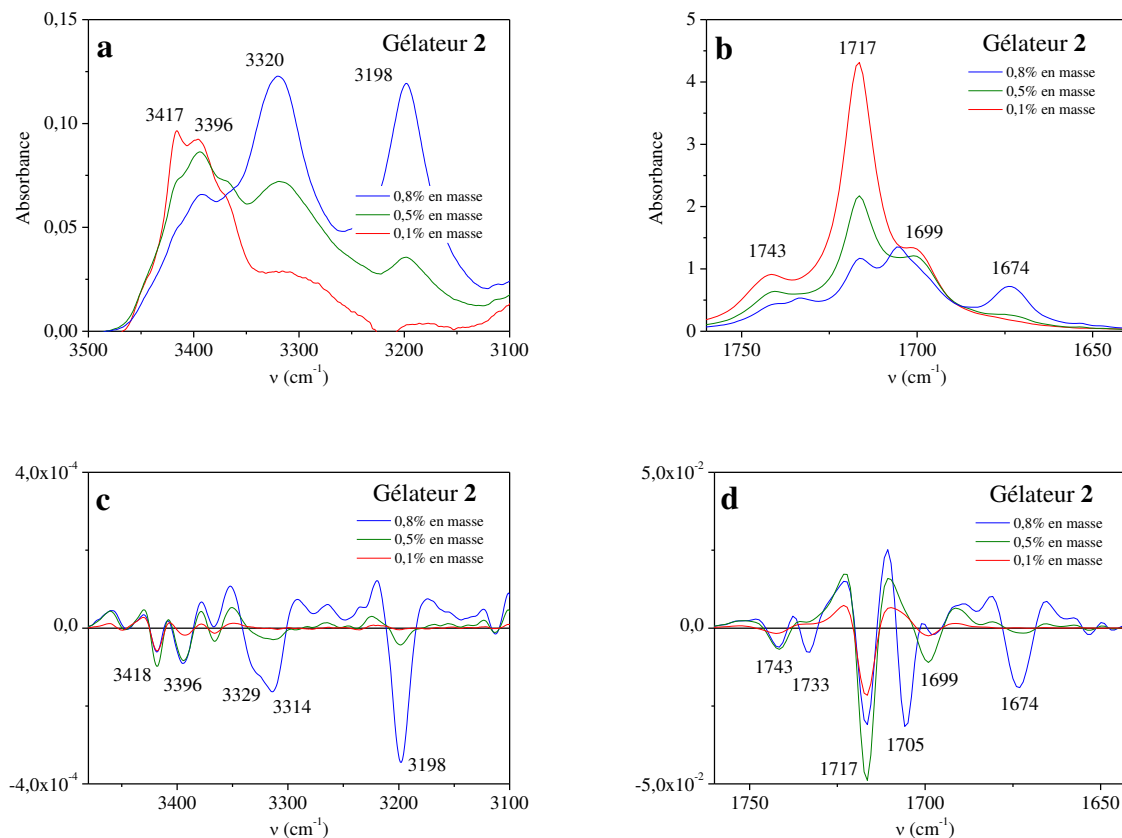 a
Gélateur 2
0,15
0,10
0,05
0,00
Absorbance
3417
3396
3320
3198
0,8% en masse
0,5% en masse
0,1% en masse
3500
3400
3300
3200
3100
ν (cm-1)
b
Gélateur 2
5
4
3
2
1
0
Absorbance
1743
1717
1699
1674
0,8% en masse
0,5% en masse
0,1% en masse
1750
1700
1650
ν (cm-1)
c
Gélateur 2
4,0x10-4
0,0
-4,0x10-4
0,8% en masse
0,5% en masse
0,1% en masse
3418
3396
3329
3314
3198
3400
3300
3200
3100
ν (cm-1)
d
Gélateur 2
5,0x10-2
0,0
-5,0x10-2
0,8% en masse
0,5% en masse
0,1% en masse
1743
1733
1717
1705
1699
1674
1750
1700
1650
ν (cm-1)